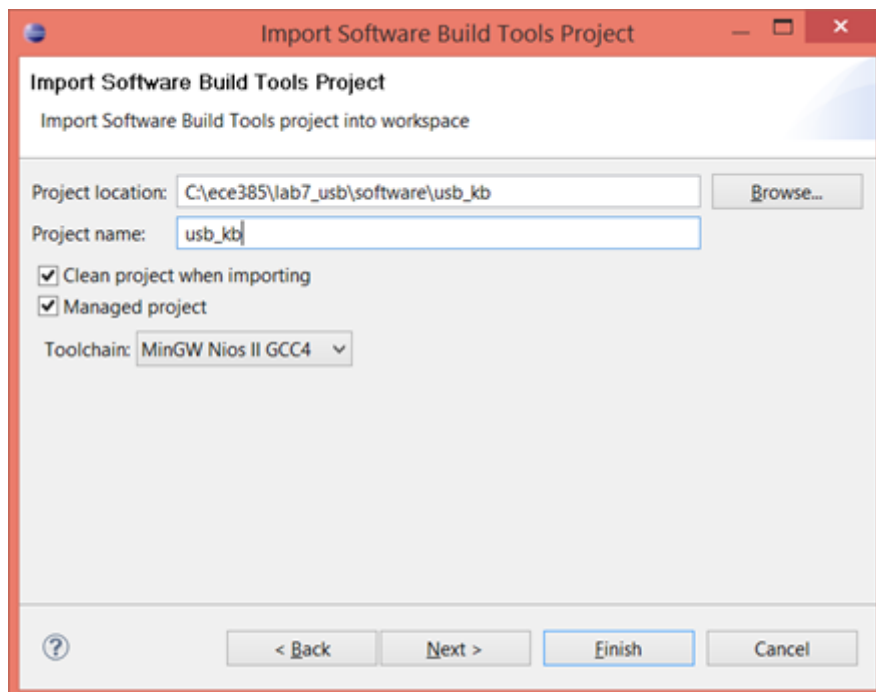 Import Software Build Tools Project
Import Software Build Tools Project
Import Software Build Tools project into workspace
Project location: C:\ece385\lab7_usb\software\usb_kb Browse...
Project name: usb_kb
Clean project when importing
Managed project
Toolchain: MinGW Nios II GCC4
? < Back Next > Finish Cancel